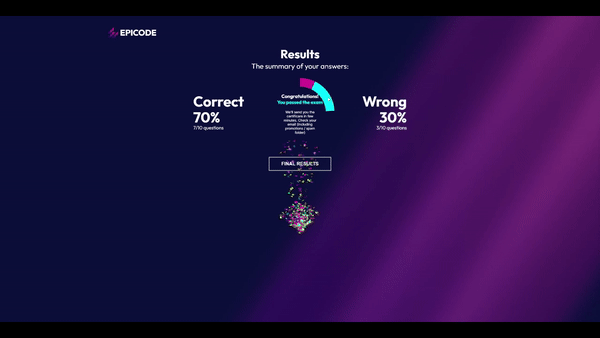 EPICODE
Results
The summary of your answers:
Correct
70%
7/10 questions
Congratulations!
You passed the exam
We'll send you the
certificate in few
minutes. Check your
email (including
promotions / spam
folder)
Wrong
30%
3/10 questions
FINAL RESULTS